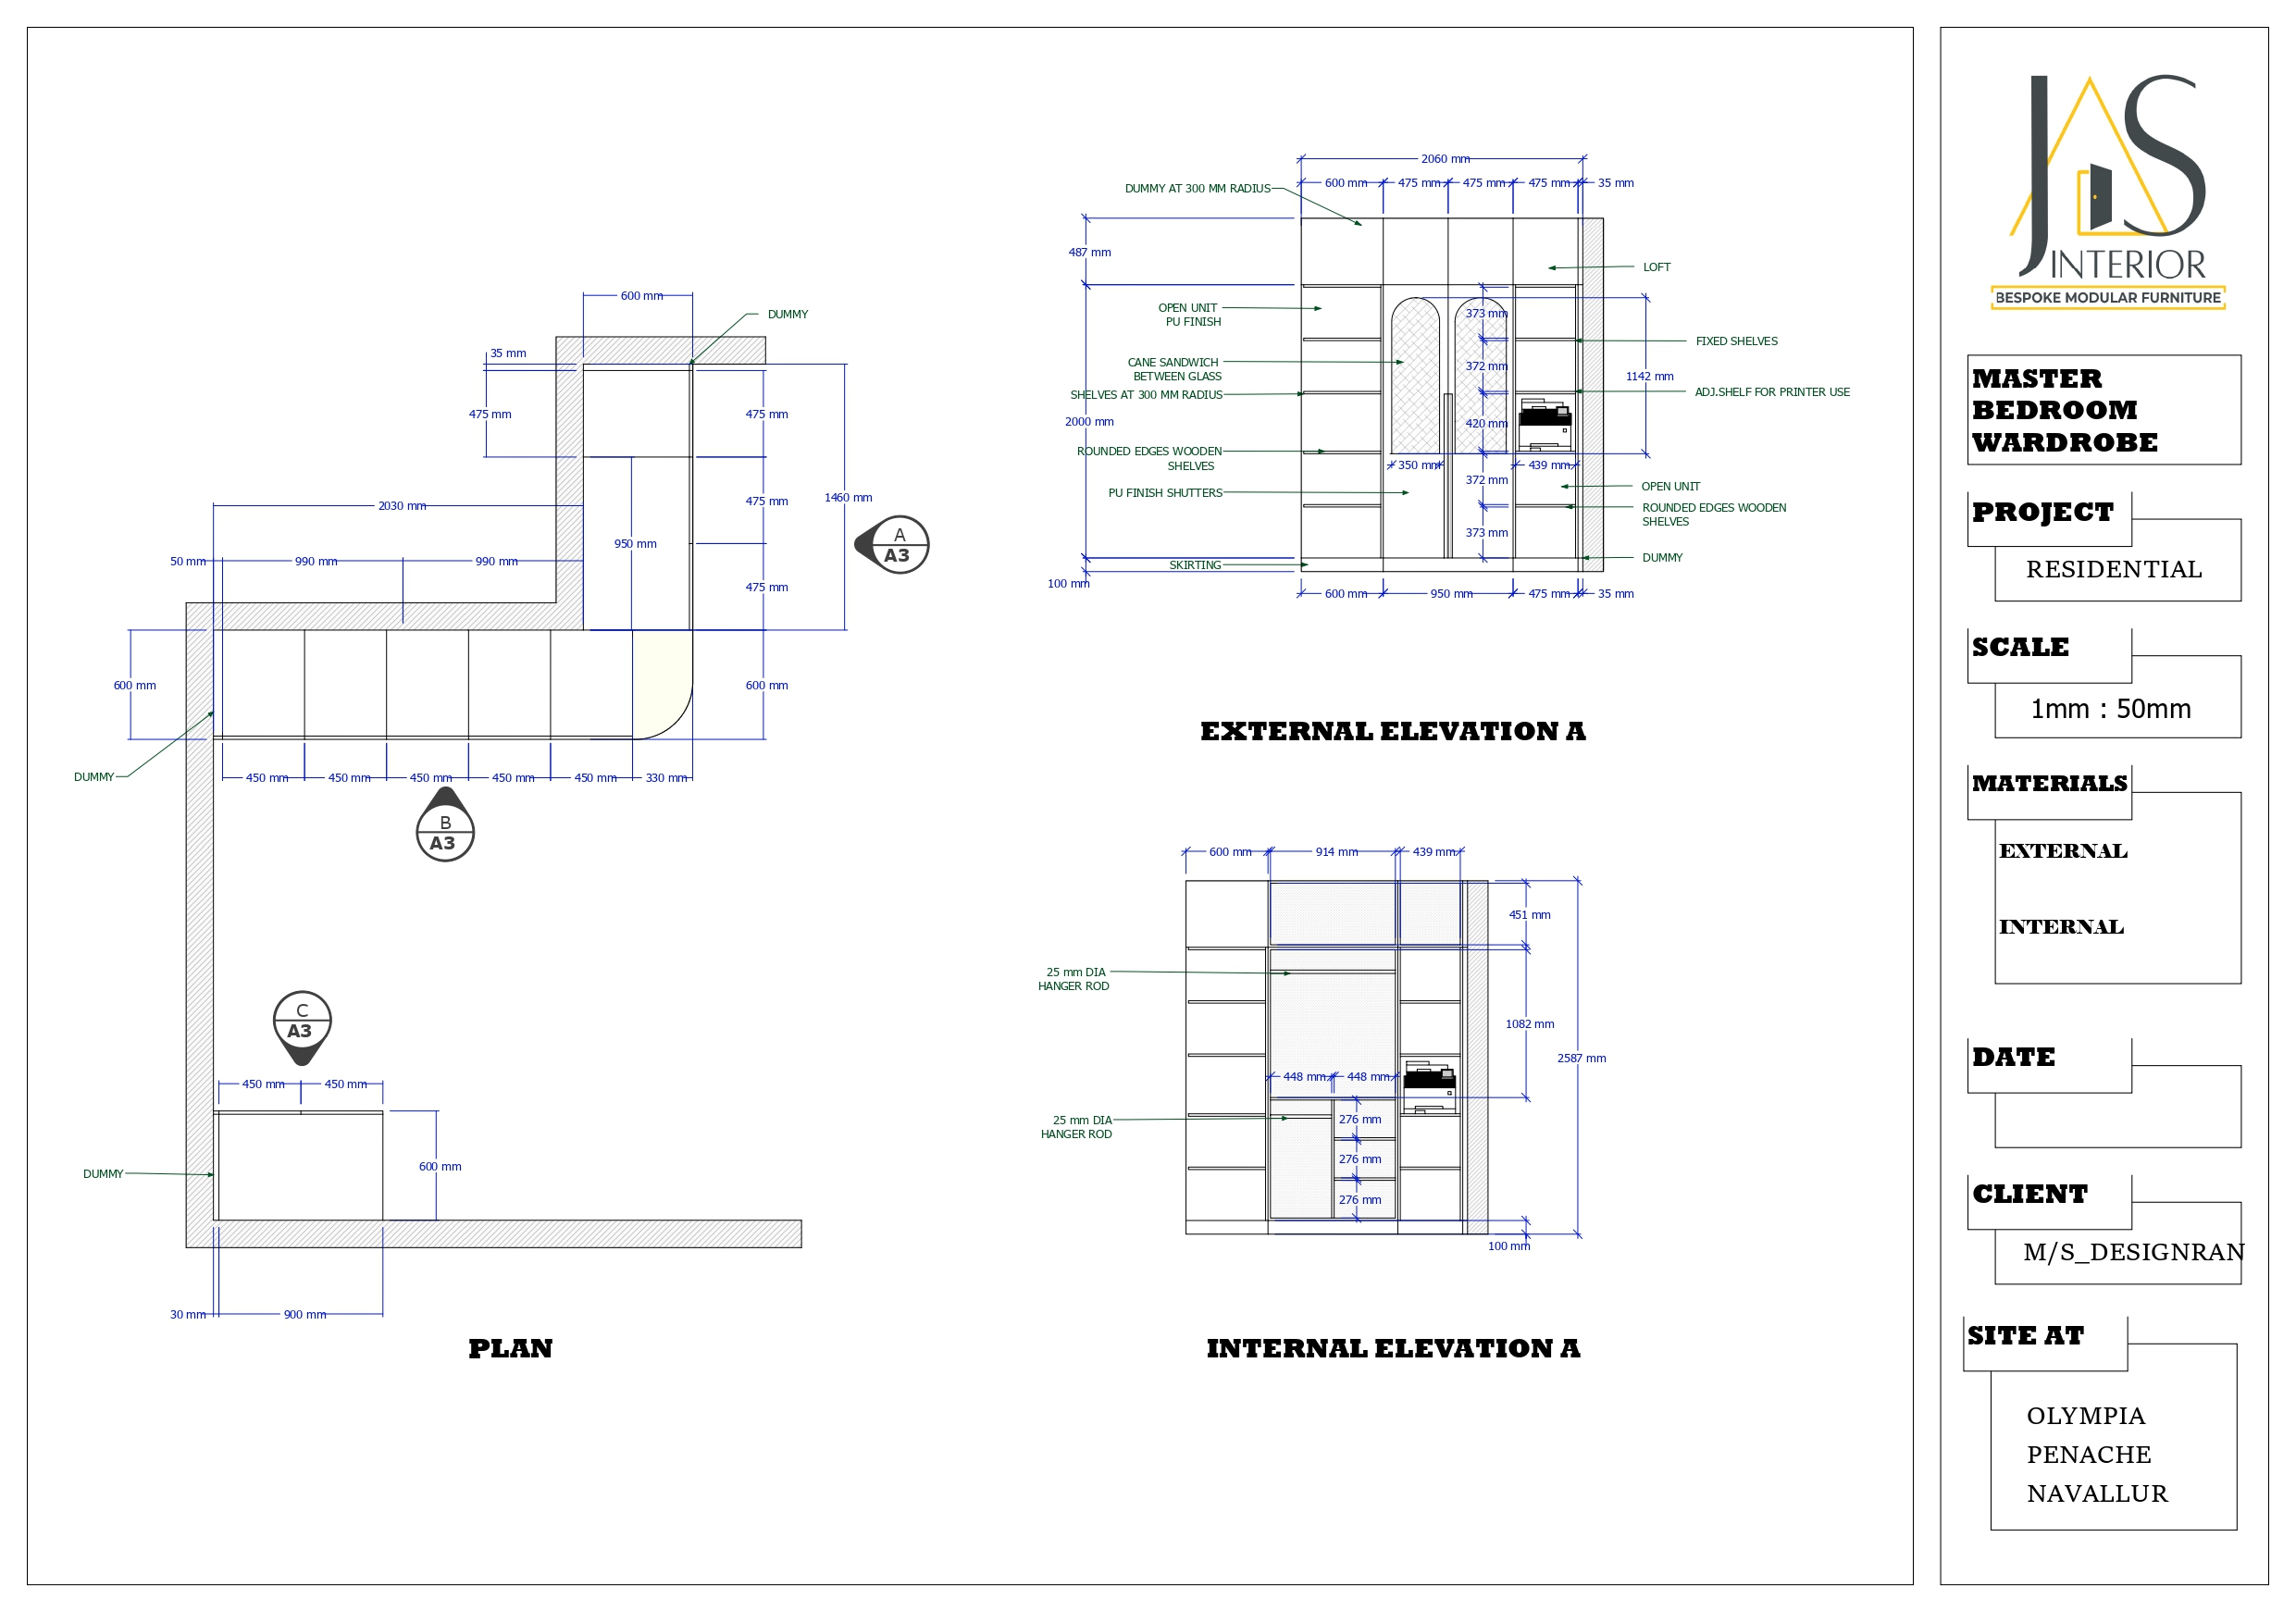 600 mm
DUMMY
35 mm
475 mm
475 mm
2030 mm
475 mm
1460 mm
A
A3
950 mm
50 mm
990 mm
990 mm
475 mm
600 mm
600 mm
DUMMY
450 mm
450 mm
450 mm
450 mm
450 mm
330 mm
B
A3
C
A3
450 mm
450 mm
DUMMY
600 mm
30 mm
900 mm
PLAN
2060 mm
600 mm
475 mm
475 mm
475 mm
35 mm
DUMMY AT 300 MM RADIUS
487 mm
LOFT
OPEN UNIT
PU FINISH
373 mm
FIXED SHELVES
CANE SANDWICH
BETWEEN GLASS
372 mm
1142 mm
SHELVES AT 300 MM RADIUS
ADJ.SHELF FOR PRINTER USE
2000 mm
420 mm
ROUNDED EDGES WOODEN
SHELVES
350 mm
439 mm
372 mm
PU FINISH SHUTTERS
OPEN UNIT
ROUNDED EDGES WOODEN
SHELVES
373 mm
SKIRTING
DUMMY
100 mm
600 mm
950 mm
475 mm
35 mm
EXTERNAL ELEVATION A
600 mm
914 mm
439 mm
451 mm
25 mm DIA
HANGER ROD
1082 mm
2587 mm
448 mm
448 mm
25 mm DIA
HANGER ROD
276 mm
276 mm
276 mm
100 mm
INTERNAL ELEVATION A
JAS
INTERIOR
BESPOKE MODULAR FURNITURE
MASTER
BEDROOM
WARDROBE
PROJECT
RESIDENTIAL
SCALE
1mm : 50mm
MATERIALS
EXTERNAL
INTERNAL
DATE
CLIENT
M/S_DESIGNRAN
SITE AT
OLYMPIA
PENACHE
NAVALLUR